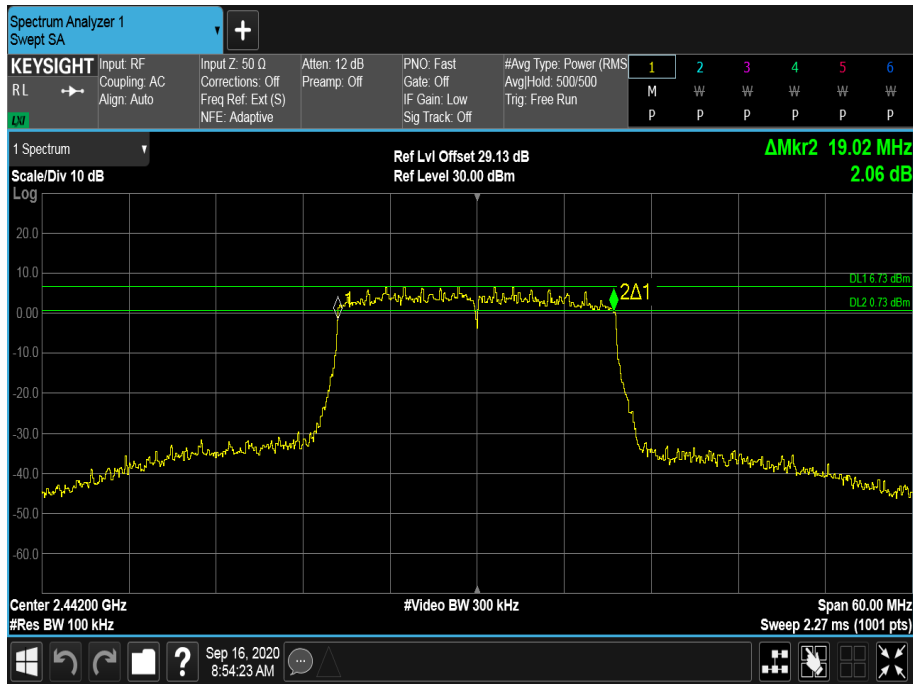 Spectrum Analyzer 1
Swept SA
+
KEYSIGHT
RL
LXI
Input: RF
Coupling: AC
Align: Auto
Input Z: 50 Ω
Corrections: Off
Freq Ref: Ext (S)
NFE: Adaptive
Atten: 12 dB
Preamp: Off
PNO: Fast
Gate: Off
IF Gain: Low
Sig Track: Off
#Avg Type: Power (RMS
Avg|Hold: 500/500
Trig: Free Run
1 2 3 4 5 6
M W W W W W
P P P P P P
1 Spectrum
Scale/Div 10 dB
Log
Ref Lvl Offset 29.13 dB
Ref Level 30.00 dBm
ΔMkr2 19.02 MHz
2.06 dB
20.0
10.0
0.00
-10.0
-20.0
-30.0
-40.0
-50.0
-60.0
DL1 6.73 dBm
DL2 0.73 dBm
1
2Δ1
Center 2.44200 GHz
#Res BW 100 kHz
#Video BW 300 kHz
Span 60.00 MHz
Sweep 2.27 ms (1001 pts)
?
Sep 16, 2020
8:54:23 AM